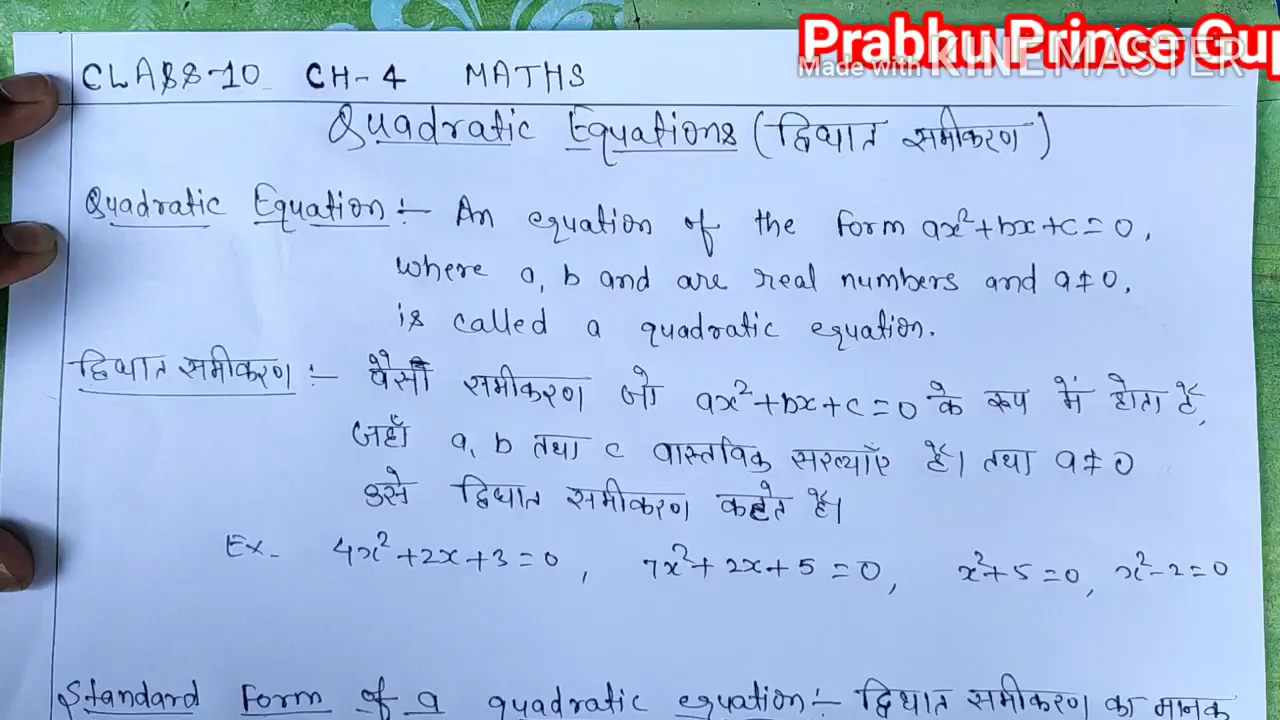 Prabhu Prince Gup
Made with KINEMASTER
CLASS-10 CH-4 MATHS
Quadratic Equations (द्विघात समीकरण)
Quadratic Equation :- An equation of the form ax²+bx+c=0,
where a, b and are real numbers and a≠0,
is called a quadratic equation.
द्विघात समीकरण :- वैसी समीकरण जो ax²+bx+c=0 के रूप में होता हैं,
जहाँ a, b तथा c वास्तविक संख्याएँ हैं। तथा a≠0
उसे द्विघात समीकरण कहते हैं।
Ex- 4x²+2x+3=0, 7x²+2x+5=0, x²+5=0, x²-2=0
Standard Form of a quadratic equation :- द्विघात समीकरण का मानक